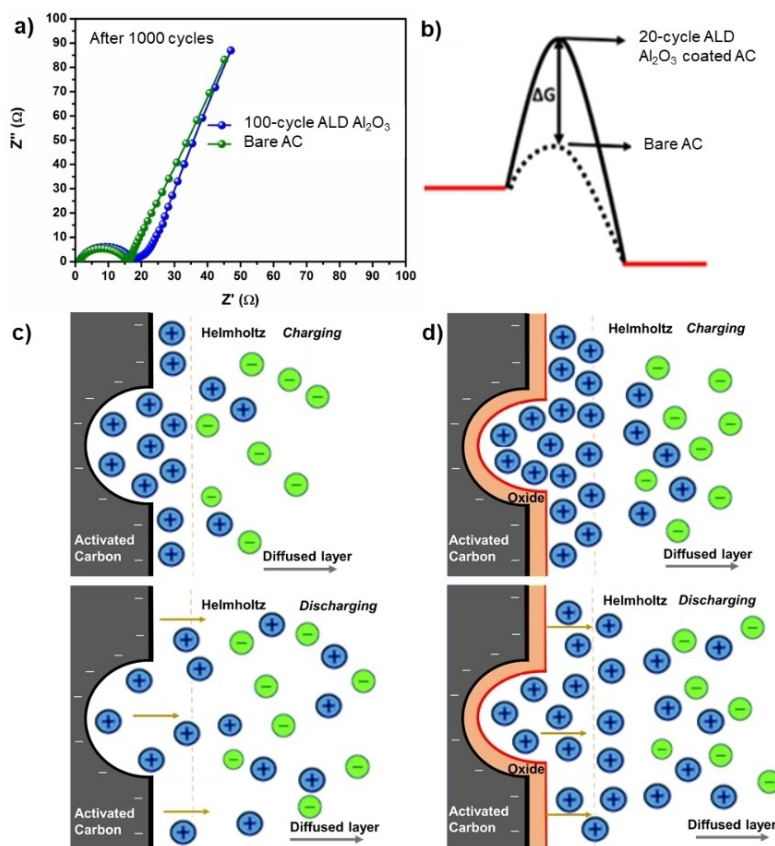 a)
After 1000 cycles
100-cycle ALD Al₂O₃
Bare AC
Z'' (Ω)
100
90
80
70
60
50
40
30
20
10
0
0 10 20 30 40 50 60 70 80 90 100
Z' (Ω)
b)
20-cycle ALD
Al₂O₃ coated AC
ΔG
Bare AC
c)
Helmholtz Charging
Activated
Carbon
Diffused layer
Helmholtz Discharging
Activated
Carbon
Diffused layer
d)
Helmholtz Charging
Oxide
Activated
Carbon
Diffused layer
Helmholtz Discharging
Oxide
Activated
Carbon
Diffused layer